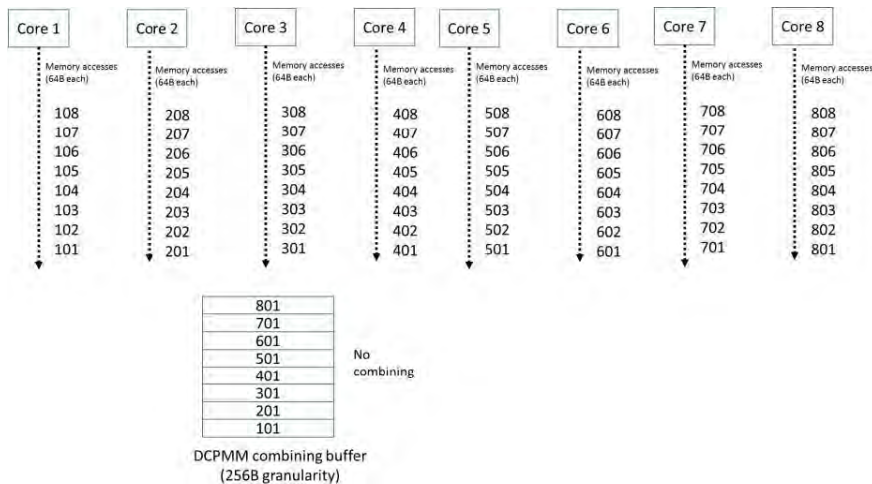 Core 1 Core 2 Core 3 Core 4 Core 5 Core 6 Core 7 Core 8
Memory accesses Memory accesses Memory accesses Memory accesses Memory accesses Memory accesses Memory accesses Memory accesses
(64B each) (64B each) (64B each) (64B each) (64B each) (64B each) (64B each) (64B each)
108 208 308 408 508 608 708 808
107 207 307 407 507 607 707 807
106 206 306 406 506 606 706 806
105 205 305 405 505 605 705 805
104 204 304 404 504 604 704 804
103 203 303 403 503 603 703 803
102 202 302 402 502 602 702 802
101 201 301 401 501 601 701 801
801
701
601
501
401
301
201
101
No
combining
DCPMM combining buffer
(256B granularity)